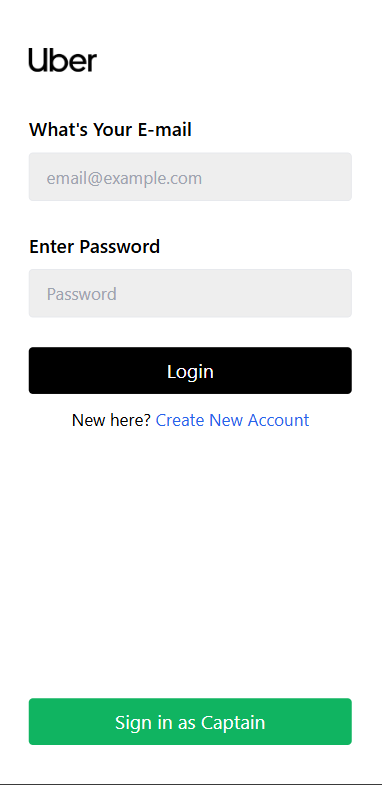 Uber
What's Your E-mail
email@example.com
Enter Password
Password
Login
New here? Create New Account
Sign in as Captain